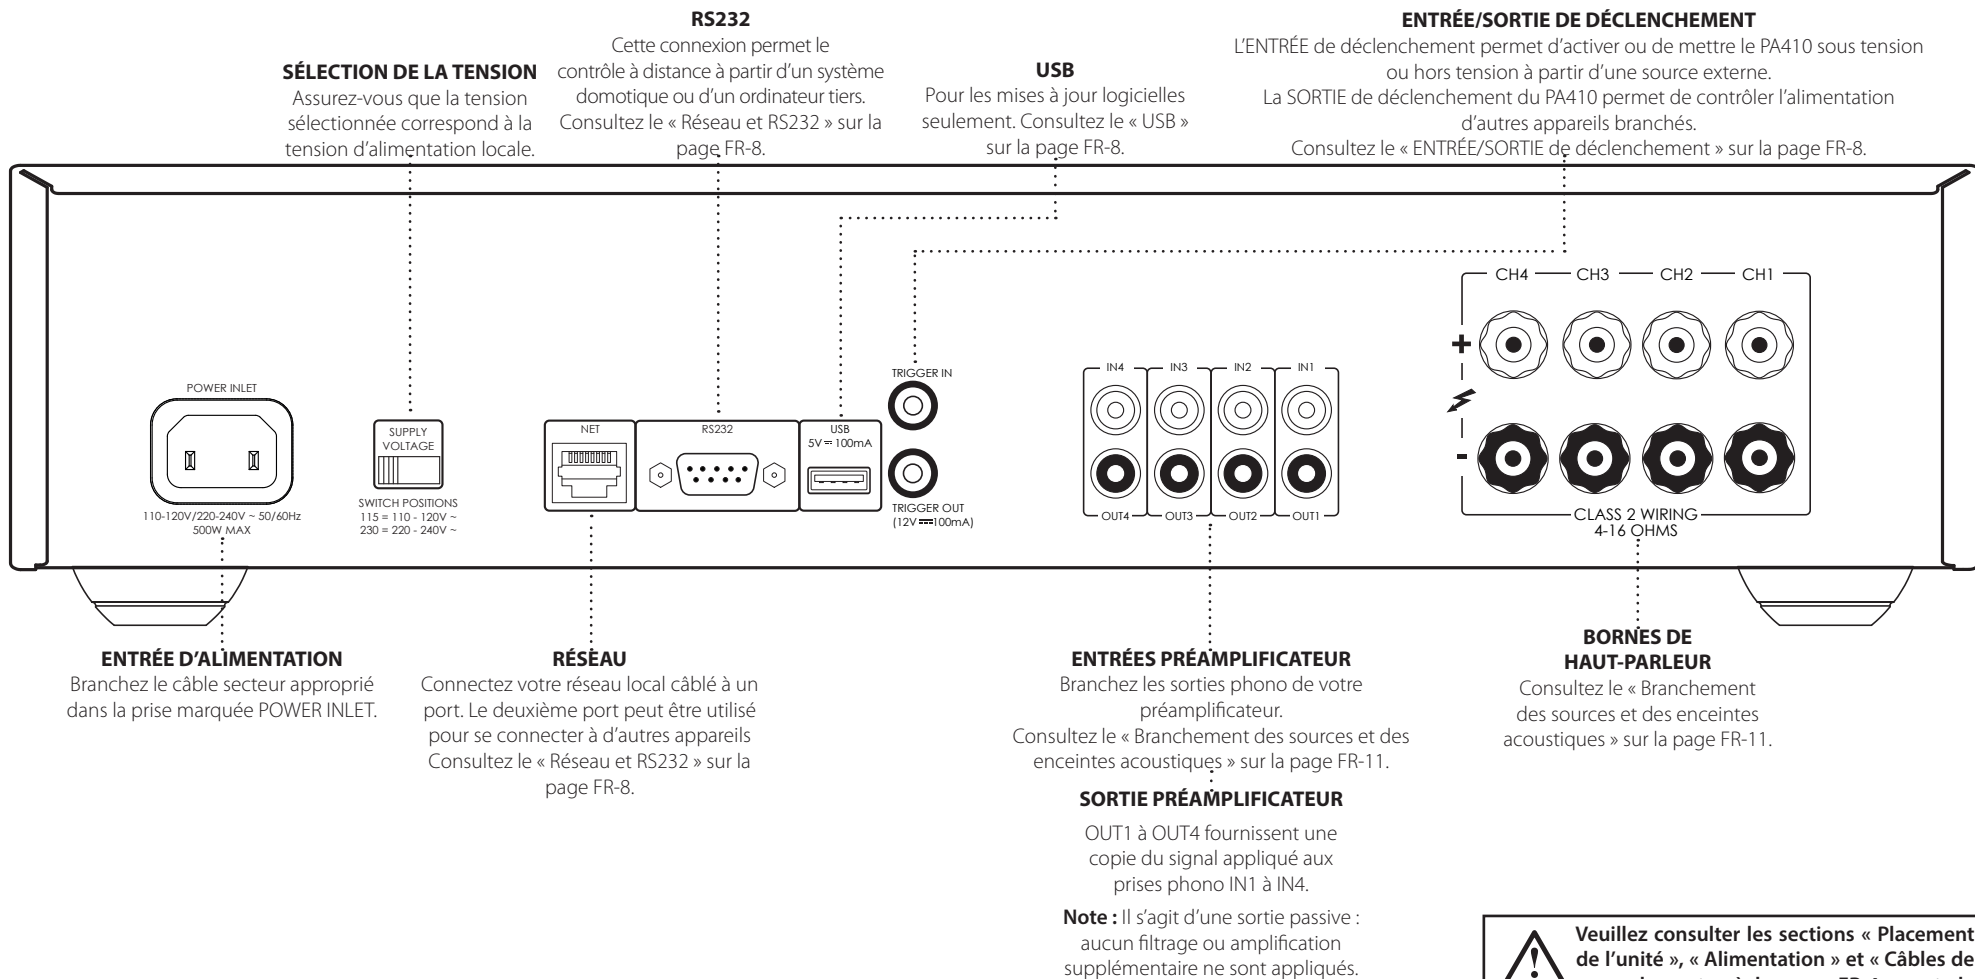 RS232
Cette connexion permet le
contrôle à distance à partir d'un système
domotique ou d'un ordinateur tiers.
Consultez le « Réseau et RS232 » sur la
page FR-8.
ENTRÉE/SORTIE DE DÉCLENCHEMENT
L'ENTRÉE de déclenchement permet d'activer ou de mettre le PA410 sous tension
ou hors tension à partir d'une source externe.
La SORTIE de déclenchement du PA410 permet de contrôler l'alimentation
d'autres appareils branchés.
Consultez le « ENTRÉE/SORTIE de déclenchement » sur la page FR-8.
SÉLECTION DE LA TENSION
Assurez-vous que la tension
sélectionnée correspond à la
tension d'alimentation locale.
USB
Pour les mises à jour logicielles
seulement. Consultez le « USB »
sur la page FR-8.
POWER INLET
110-120V/220-240V ~ 50/60Hz
500W MAX
SUPPLY
VOLTAGE
SWITCH POSITIONS
115 = 110 - 120V ~
230 = 220 - 240V ~
NET
RS232
USB
5V ⎓ 100mA
TRIGGER IN
TRIGGER OUT
(12V ⎓ 100mA)
IN4 IN3 IN2 IN1
OUT4 OUT3 OUT2 OUT1
CH4 CH3 CH2 CH1
+
-
CLASS 2 WIRING
4-16 OHMS
ENTRÉE D'ALIMENTATION
Branchez le câble secteur approprié
dans la prise marquée POWER INLET.
RÉSEAU
Connectez votre réseau local câblé à un
port. Le deuxième port peut être utilisé
pour se connecter à d'autres appareils
Consultez le « Réseau et RS232 » sur la
page FR-8.
ENTRÉES PRÉAMPLIFICATEUR
Branchez les sorties phono de votre
préamplificateur.
Consultez le « Branchement des sources et des
enceintes acoustiques » sur la page FR-11.
SORTIE PRÉAMPLIFICATEUR
OUT1 à OUT4 fournissent une
copie du signal appliqué aux
prises phono IN1 à IN4.
Note : Il s'agit d'une sortie passive :
aucun filtrage ou amplification
supplémentaire ne sont appliqués.
BORNES DE
HAUT-PARLEUR
Consultez le « Branchement
des sources et des enceintes
acoustiques » sur la page FR-11.
Veuillez consulter les sections « Placement
de l'unité », « Alimentation » et « Câbles de